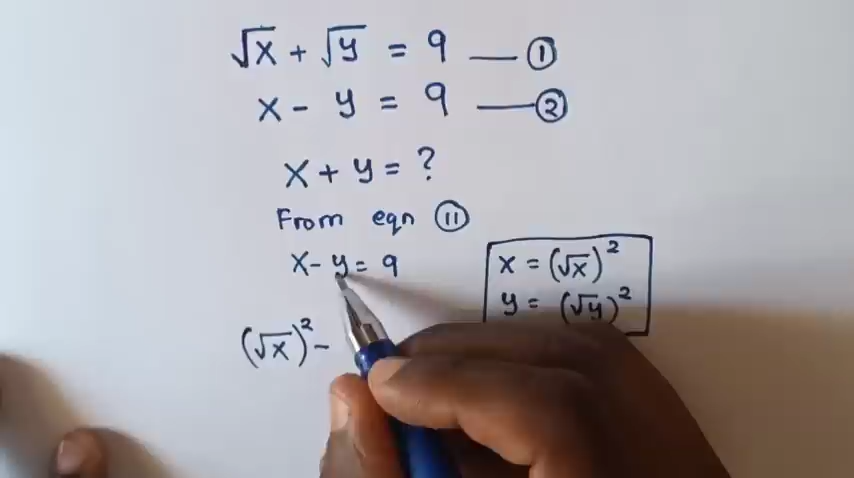 √x + √y = 9 — ①
x - y = 9 — ②
x + y = ?
From eqn ⑪
x - y = 9
x = (√x)²
y = (√y)²
(√x)² -